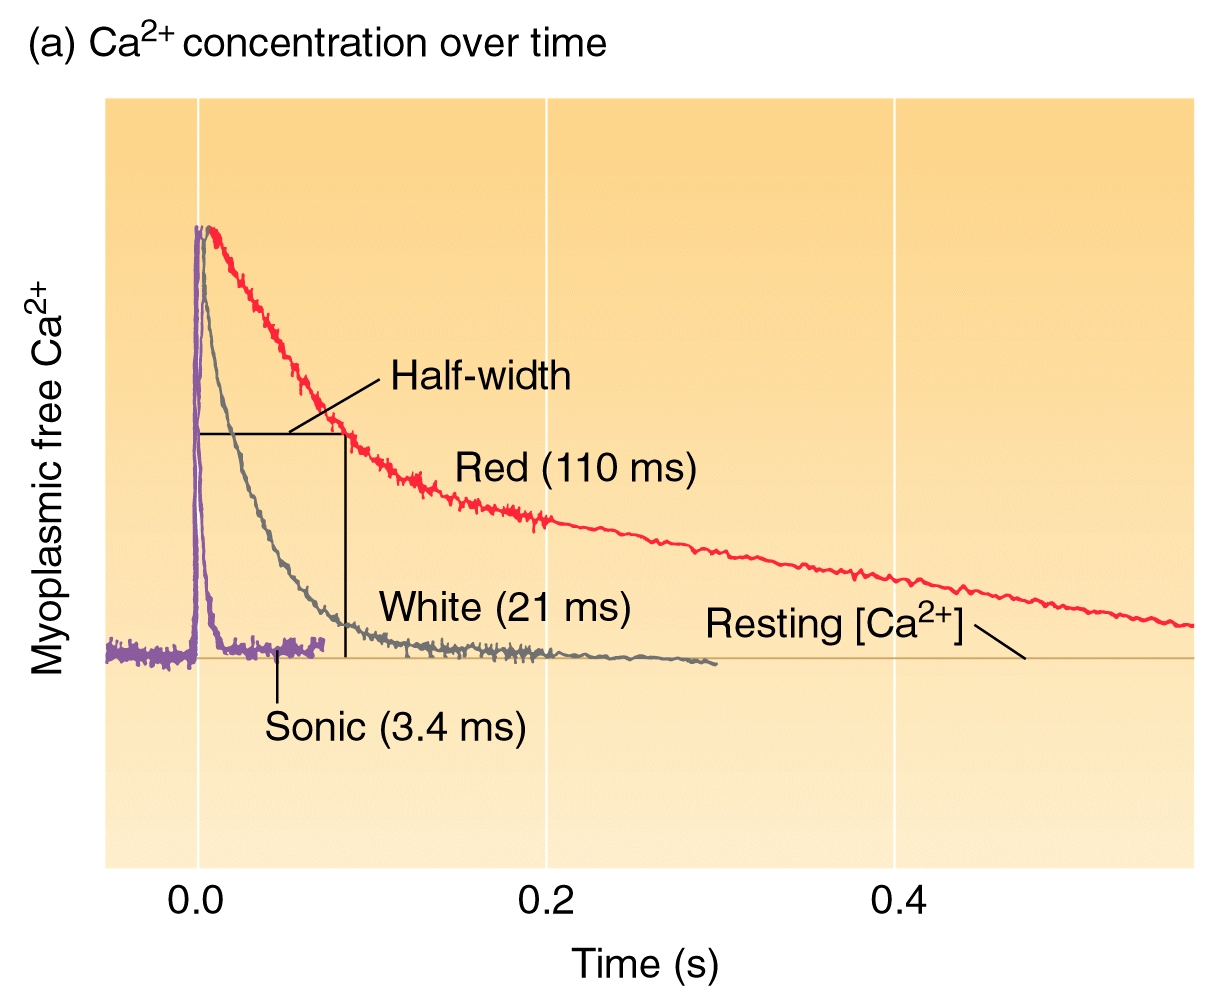 (a) Ca2+ concentration over time
Myoplasmic free Ca2+
Half-width
Red (110 ms)
White (21 ms)
Resting [Ca2+]
Sonic (3.4 ms)
0.0 0.2 0.4
Time (s)